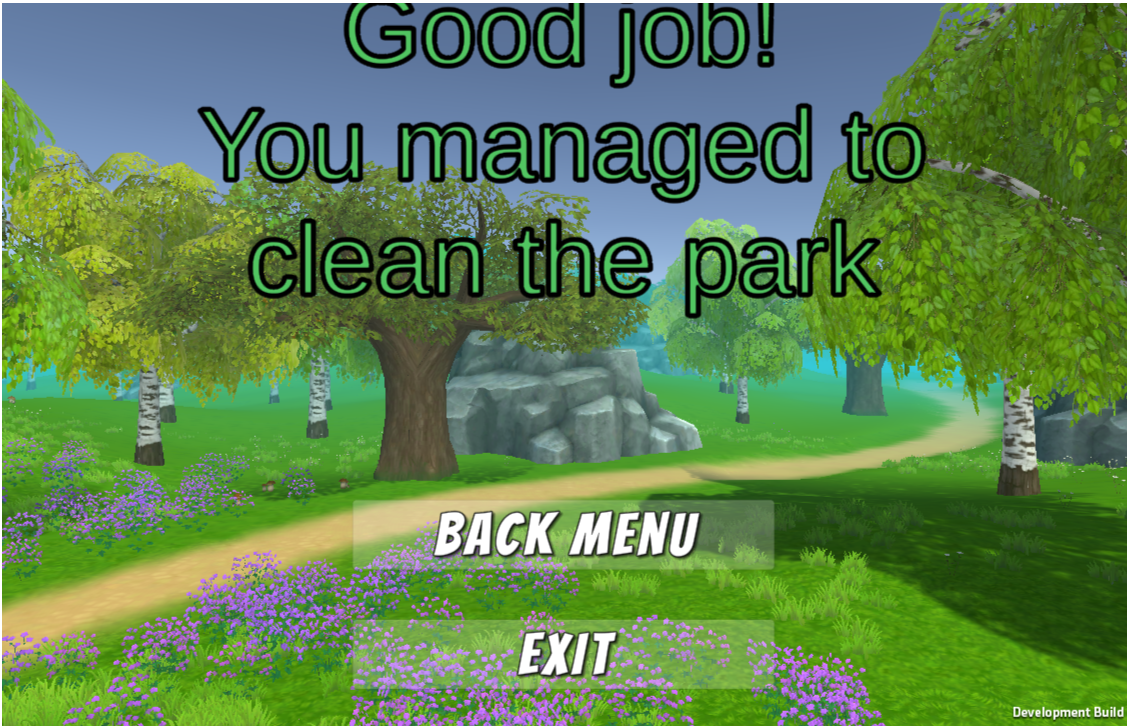 Good job!
You managed to
clean the park
BACK MENU
EXIT
Development Build